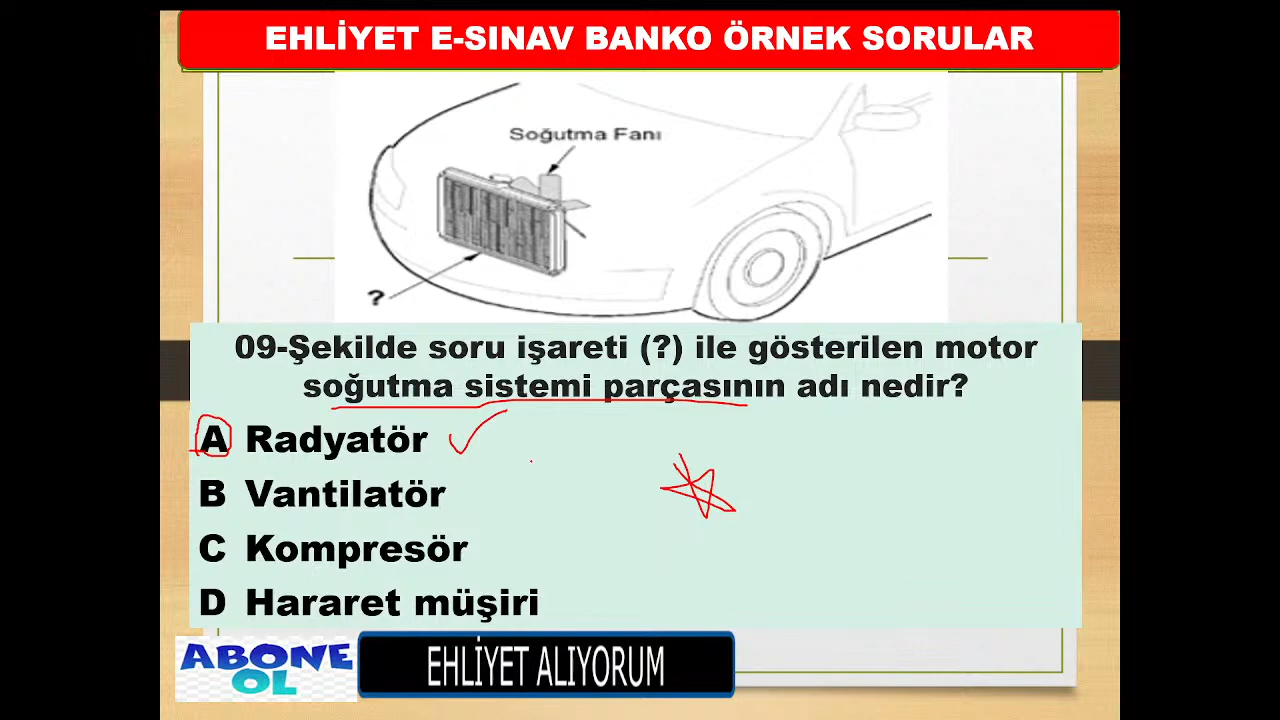 EHLİYET E-SINAV BANKO ÖRNEK SORULAR
Soğutma Fanı
?
09-Şekilde soru işareti (?) ile gösterilen motor
soğutma sistemi parçasının adı nedir?
A Radyatör
B Vantilatör
C Kompresör
D Hararet müşiri
ABONE
OL
EHLİYET ALIYORUM